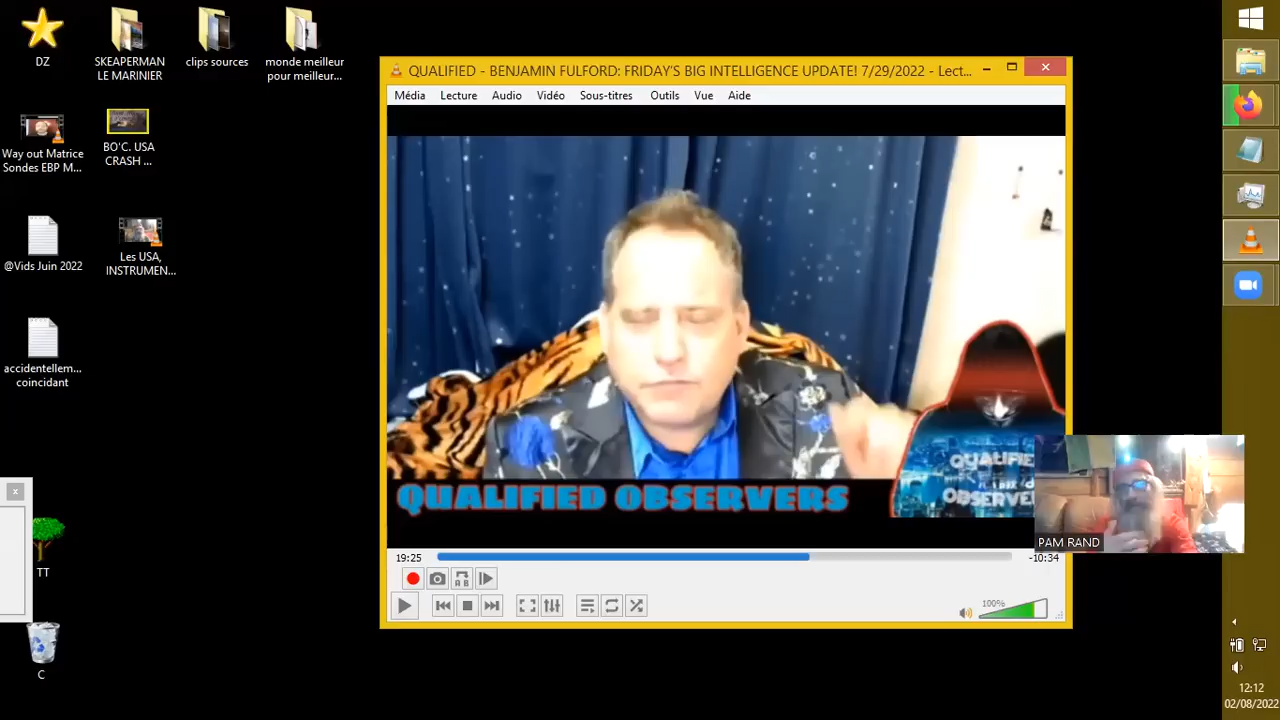 DZ
SKEAPERMAN
LE MARINIER
clips sources
monde meilleur
pour meilleur...
Way out Matrice
Sondes EBP M...
BO'C. USA
CRASH ...
@Vids Juin 2022
Les USA,
INSTRUMEN...
accidentellem...
coincidant
TT
C
QUALIFIED - BENJAMIN FULFORD: FRIDAY'S BIG INTELLIGENCE UPDATE! 7/29/2022 - Lect...
Média Lecture Audio Vidéo Sous-titres Outils Vue Aide
QUALIFIED
OBSERVER
QUALIFIED OBSERVERS
PAM RAND
19:25
-10:34
100%
12:12
02/08/2022